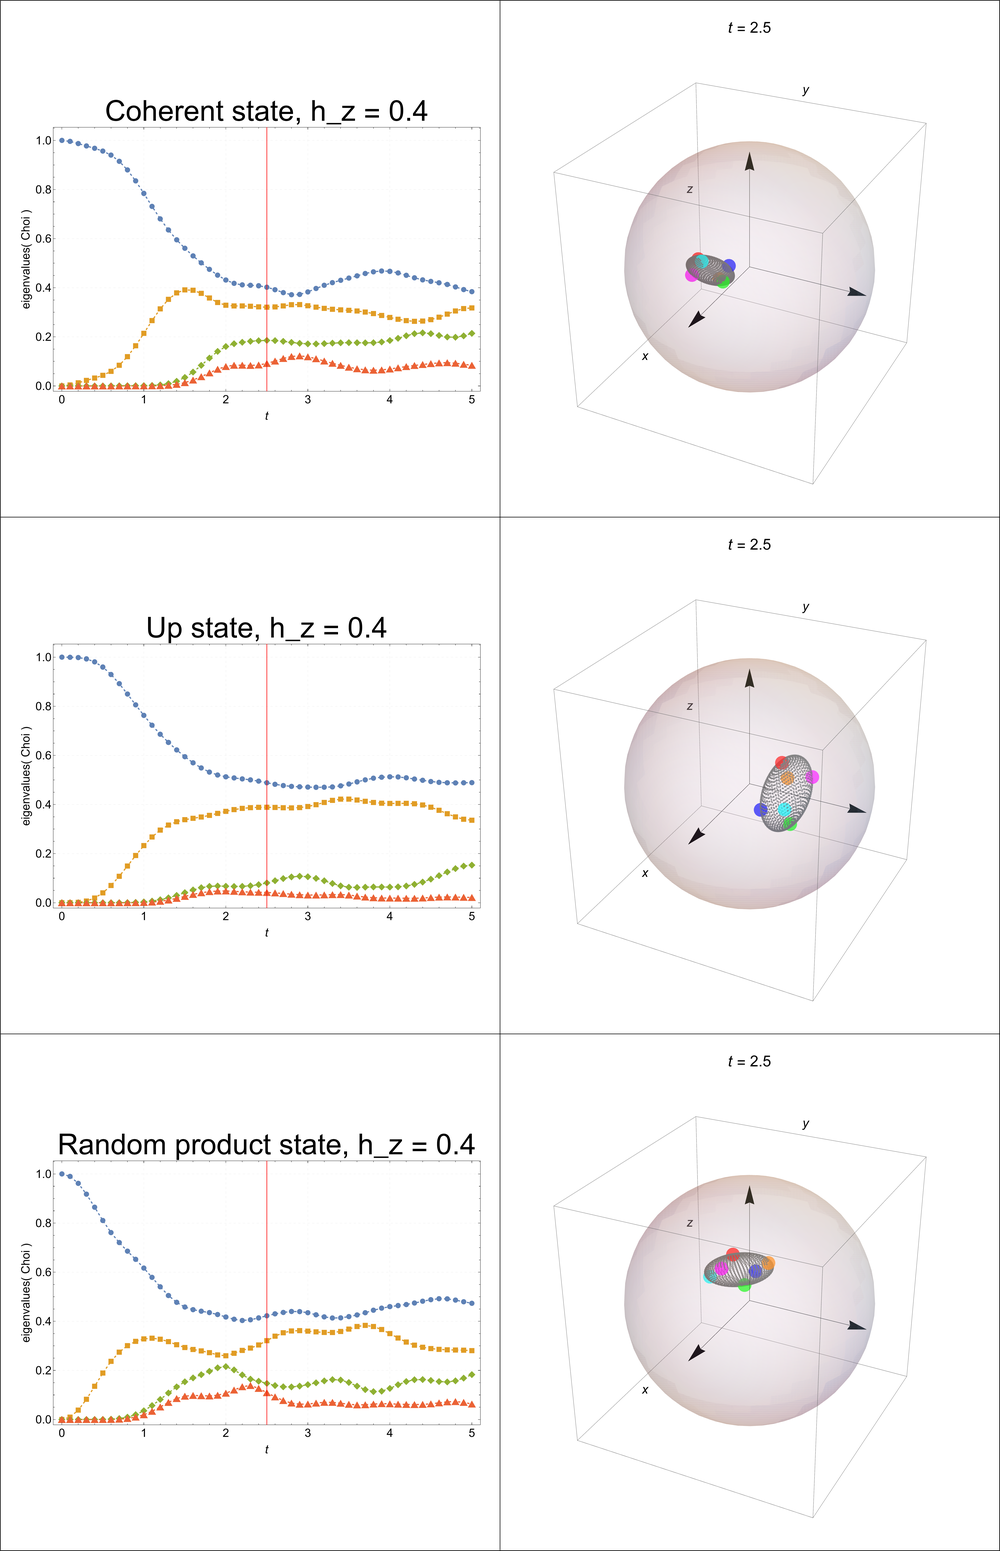 Coherent state, h_z = 0.4
eigenvalues( Choi )
1.0
0.8
0.6
0.4
0.2
0.0
0 1 2 3 4 5
t
t = 2.5
y
z
x
Up state, h_z = 0.4
eigenvalues( Choi )
1.0
0.8
0.6
0.4
0.2
0.0
0 1 2 3 4 5
t
t = 2.5
y
z
x
Random product state, h_z = 0.4
eigenvalues( Choi )
1.0
0.8
0.6
0.4
0.2
0.0
0 1 2 3 4 5
t
t = 2.5
y
z
x